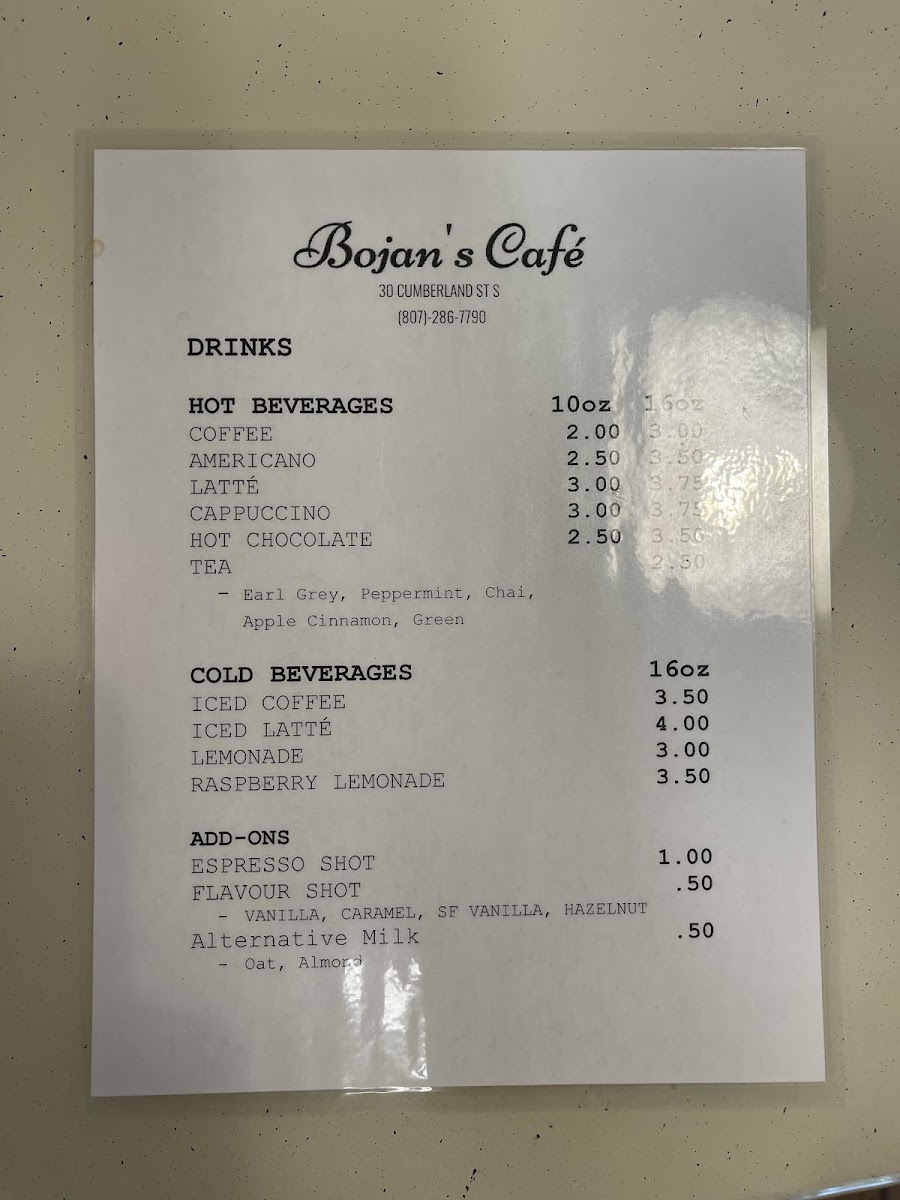 Bojan's Café
30 CUMBERLAND ST S
(807)-286-7790
DRINKS
HOT BEVERAGES 10oz 16oz
COFFEE 2.00 3.00
AMERICANO 2.50 3.50
LATTÉ 3.00 3.75
CAPPUCCINO 3.00 3.75
HOT CHOCOLATE 2.50 3.50
TEA 2.50
– Earl Grey, Peppermint, Chai,
Apple Cinnamon, Green
COLD BEVERAGES 16oz
ICED COFFEE 3.50
ICED LATTÉ 4.00
LEMONADE 3.00
RASPBERRY LEMONADE 3.50
ADD-ONS
ESPRESSO SHOT 1.00
FLAVOUR SHOT .50
- VANILLA, CARAMEL, SF VANILLA, HAZELNUT
Alternative Milk .50
- Oat, Almond